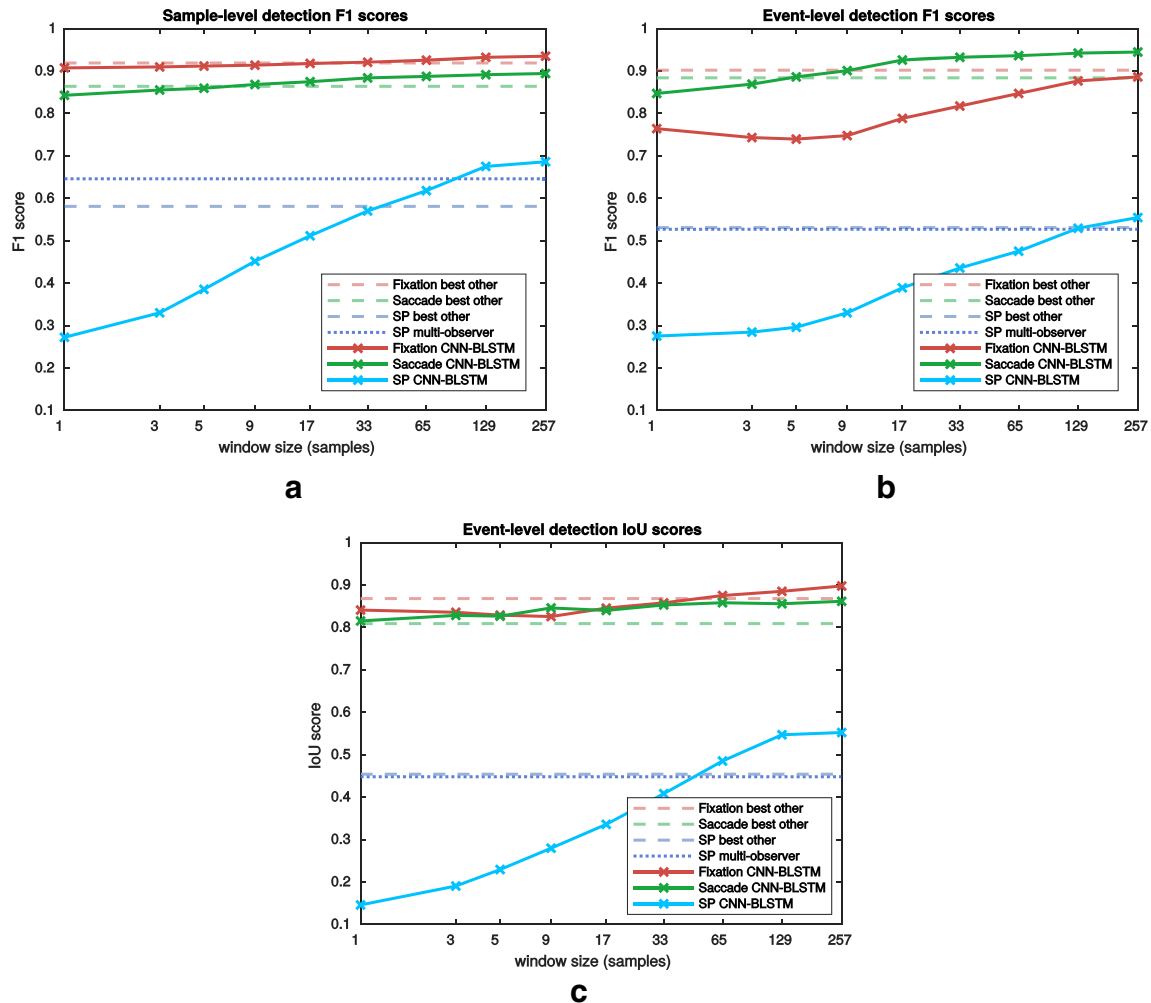 Sample-level detection F1 scores
1
0.9
0.8
0.7
0.6
0.5
0.4
0.3
0.2
0.1
F1 score
Fixation best other
Saccade best other
SP best other
SP multi-observer
Fixation CNN-BLSTM
Saccade CNN-BLSTM
SP CNN-BLSTM
1 3 5 9 17 33 65 129 257
window size (samples)
a
Event-level detection F1 scores
1
0.9
0.8
0.7
0.6
0.5
0.4
0.3
0.2
0.1
F1 score
Fixation best other
Saccade best other
SP best other
SP multi-observer
Fixation CNN-BLSTM
Saccade CNN-BLSTM
SP CNN-BLSTM
1 3 5 9 17 33 65 129 257
window size (samples)
b
Event-level detection IoU scores
1
0.9
0.8
0.7
0.6
0.5
0.4
0.3
0.2
0.1
IoU score
Fixation best other
Saccade best other
SP best other
SP multi-observer
Fixation CNN-BLSTM
Saccade CNN-BLSTM
SP CNN-BLSTM
1 3 5 9 17 33 65 129 257
window size (samples)
c